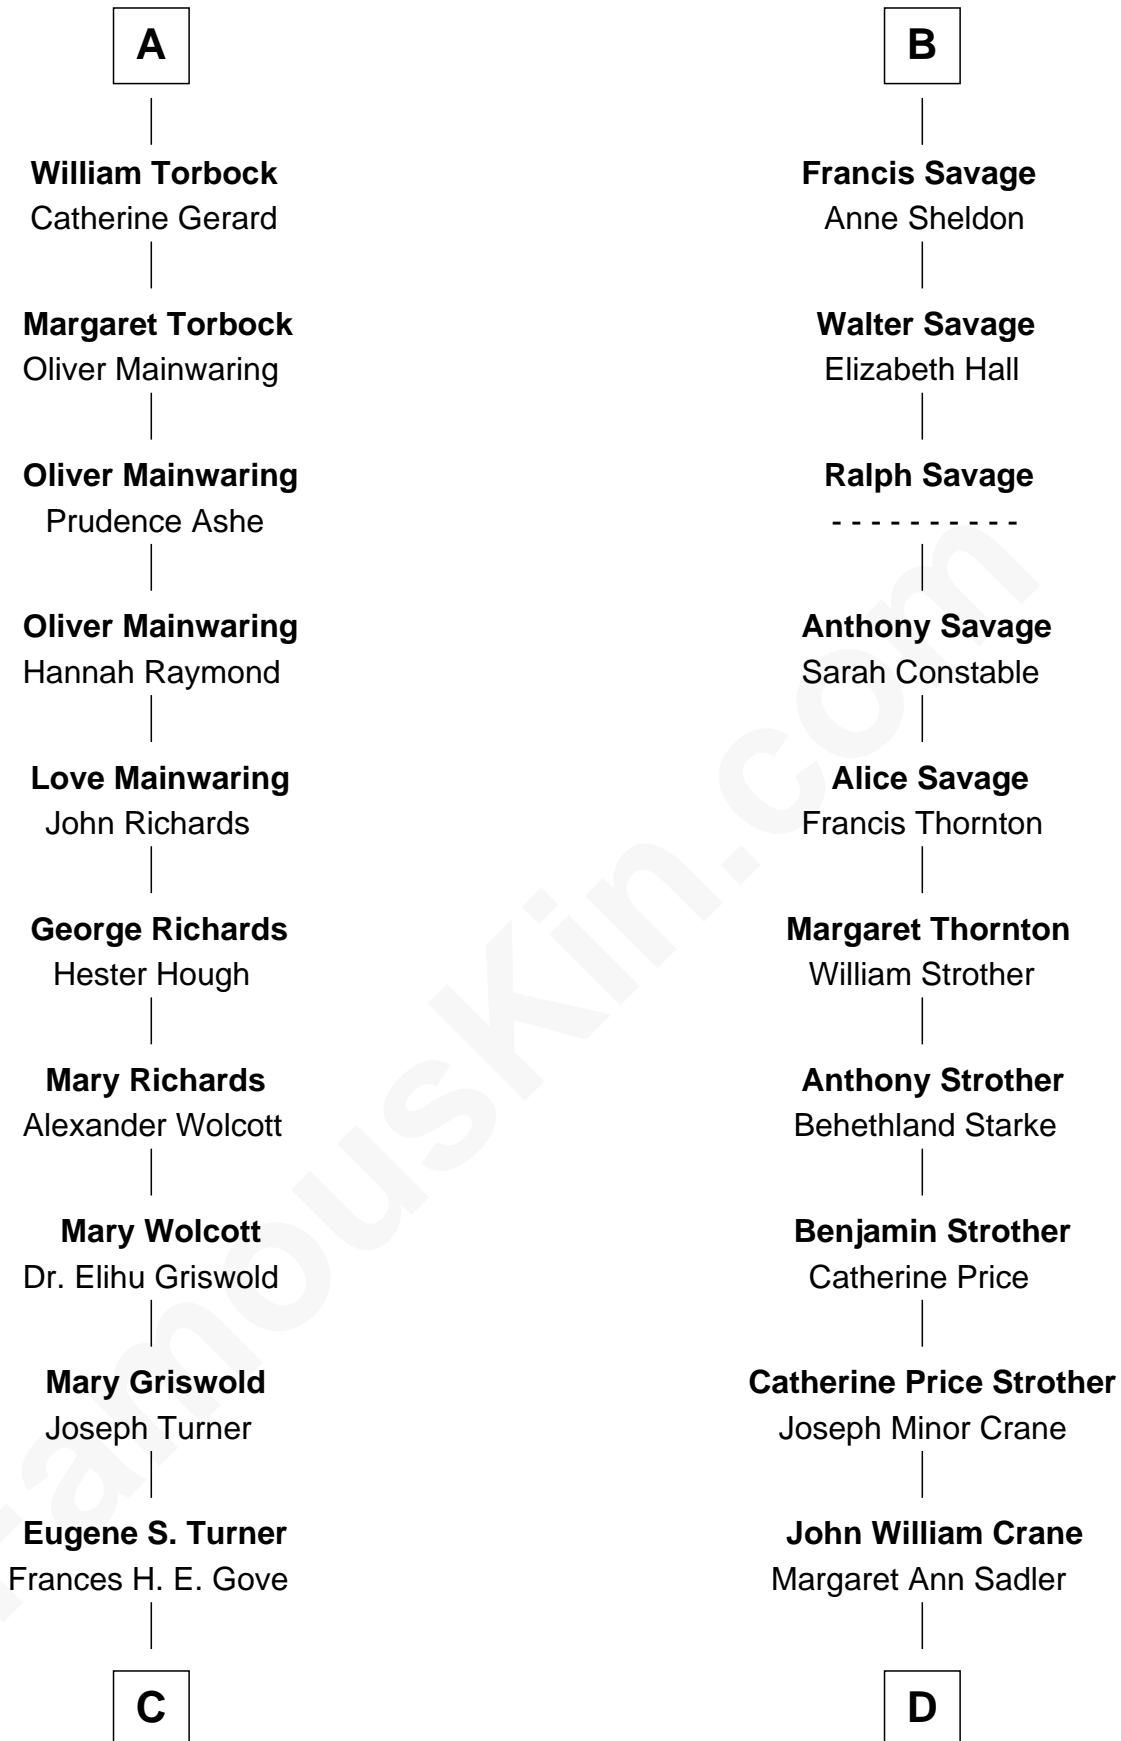 A
William Torbock
Catherine Gerard
Margaret Torbock
Oliver Mainwaring
Oliver Mainwaring
Prudence Ashe
Oliver Mainwaring
Hannah Raymond
Love Mainwaring
John Richards
George Richards
Hester Hough
Mary Richards
Alexander Wolcott
Mary Wolcott
Dr. Elihu Griswold
Mary Griswold
Joseph Turner
Eugene S. Turner
Frances H. E. Gove
C
B
Francis Savage
Anne Sheldon
Walter Savage
Elizabeth Hall
Ralph Savage
- - - - - - - - - -
Anthony Savage
Sarah Constable
Alice Savage
Francis Thornton
Margaret Thornton
William Strother
Anthony Strother
Behethland Starke
Benjamin Strother
Catherine Price
Catherine Price Strother
Joseph Minor Crane
John William Crane
Margaret Ann Sadler
D
FamousKin.com